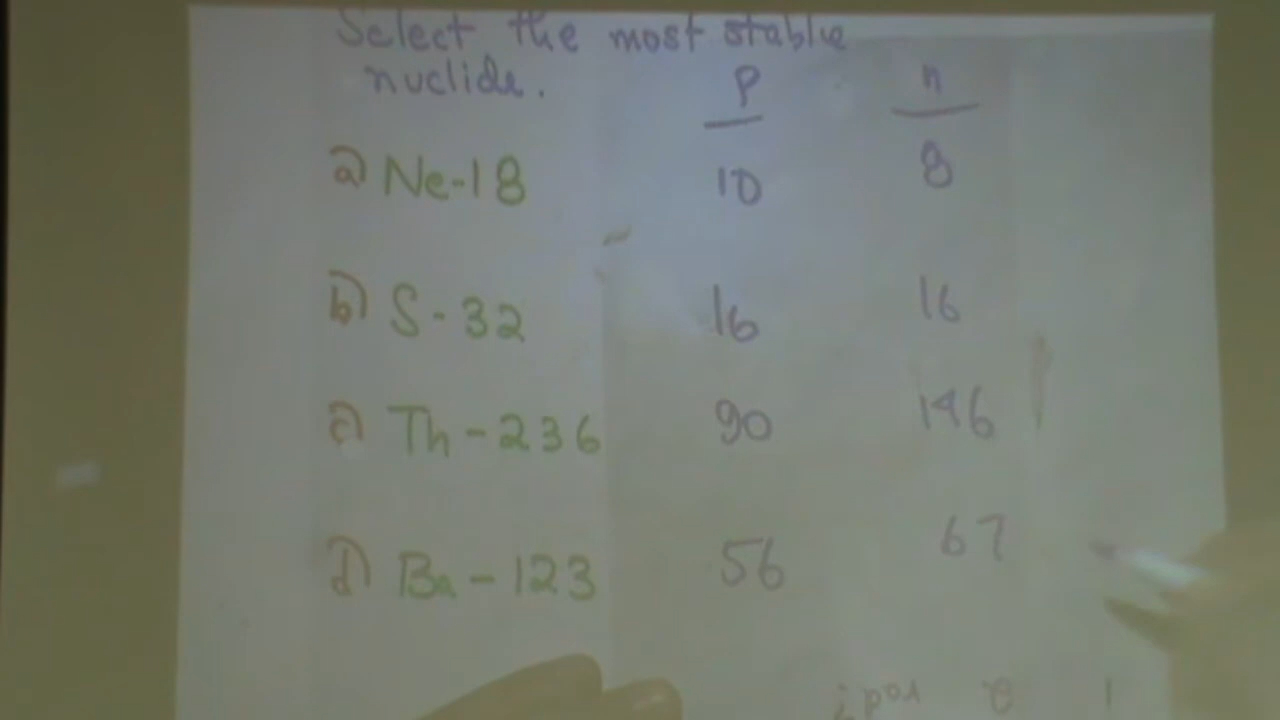 Select the most stable
nuclide.
p n
a) Ne-18 10 8
b) S-32 16 16
c) Th-236 90 146
d) Ba-123 56 67